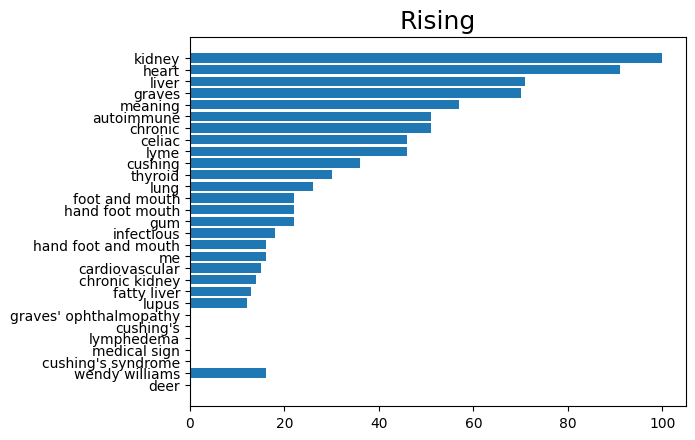 Rising
kidney
heart
liver
graves
meaning
autoimmune
chronic
celiac
lyme
cushing
thyroid
lung
foot and mouth
hand foot mouth
gum
infectious
hand foot and mouth
me
cardiovascular
chronic kidney
fatty liver
lupus
graves' ophthalmopathy
cushing's
lymphedema
medical sign
cushing's syndrome
wendy williams
deer
0 20 40 60 80 100